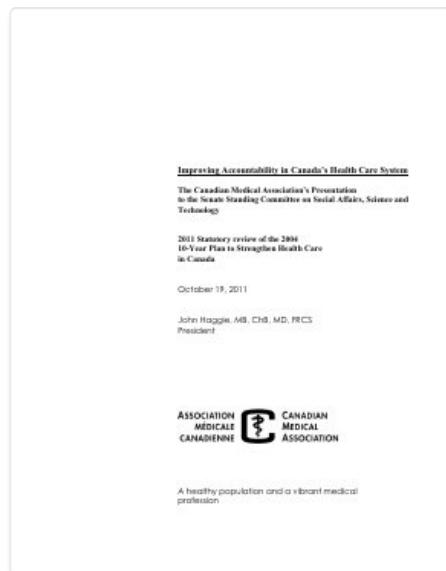 Improving Accountability in Canada's Health Care System
The Canadian Medical Association's Presentation
to the Senate Standing Committee on Social Affairs, Science and
Technology
2011 Statutory review of the 2004
10-Year Plan to Strengthen Health Care
in Canada
October 19, 2011
John Haggie, MB, ChB, MD, FRCS
President
ASSOCIATION
MÉDICALE
CANADIENNE
CANADIAN
MEDICAL
ASSOCIATION
A healthy population and a vibrant medical
profession